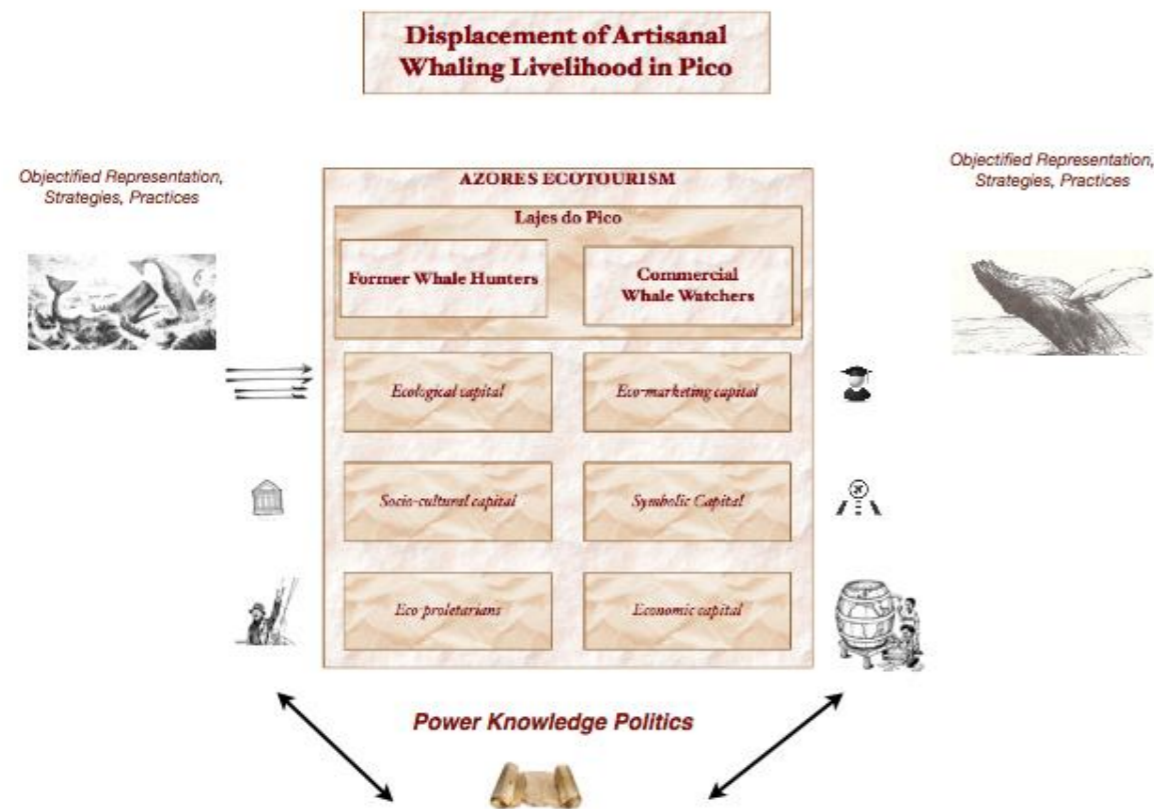 Displacement of Artisanal
Whaling Livelihood in Pico
Objectified Representation,
Strategies, Practices
Objectified Representation,
Strategies, Practices
AZORES ECOTOURISM
Lajes do Pico
Former Whale Hunters
Commercial
Whale Watchers
Ecological capital
Eco-marketing capital
Socio-cultural capital
Symbolic Capital
Eco-proletarians
Economic capital
Power Knowledge Politics